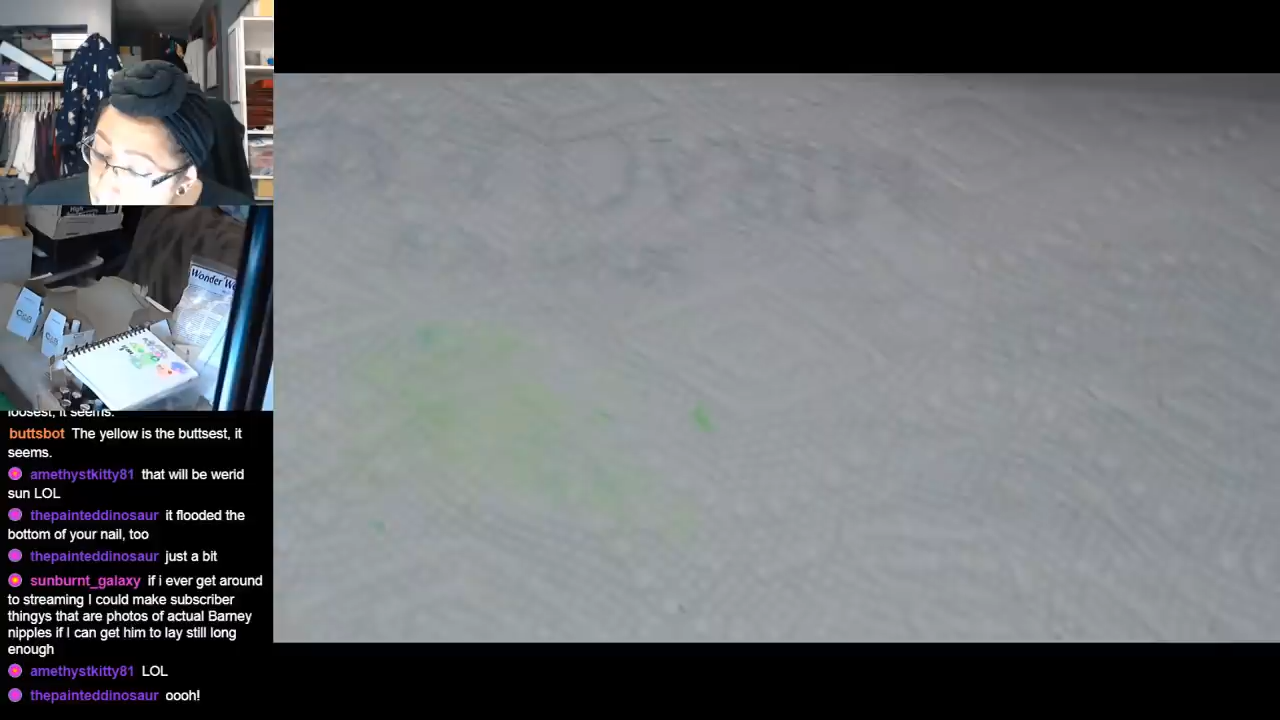 Wonder We
loosest, it seems.
buttsbot The yellow is the buttsest, it
seems.
amethystkitty81 that will be werid
sun LOL
thepainteddinosaur it flooded the
bottom of your nail, too
thepainteddinosaur just a bit
sunburnt_galaxy if i ever get around
to streaming I could make subscriber
thingys that are photos of actual Barney
nipples if I can get him to lay still long
enough
amethystkitty81 LOL
thepainteddinosaur oooh!